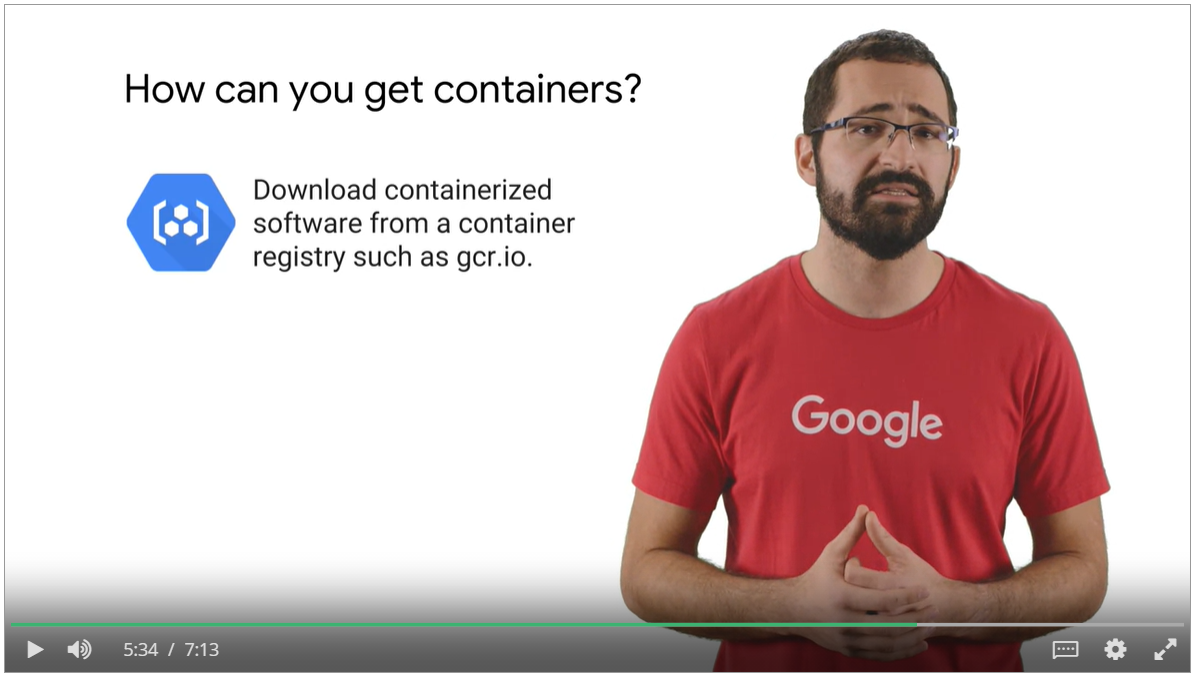 How can you get containers?
Download containerized
software from a container
registry such as gcr.io.
Google
5:34 / 7:13